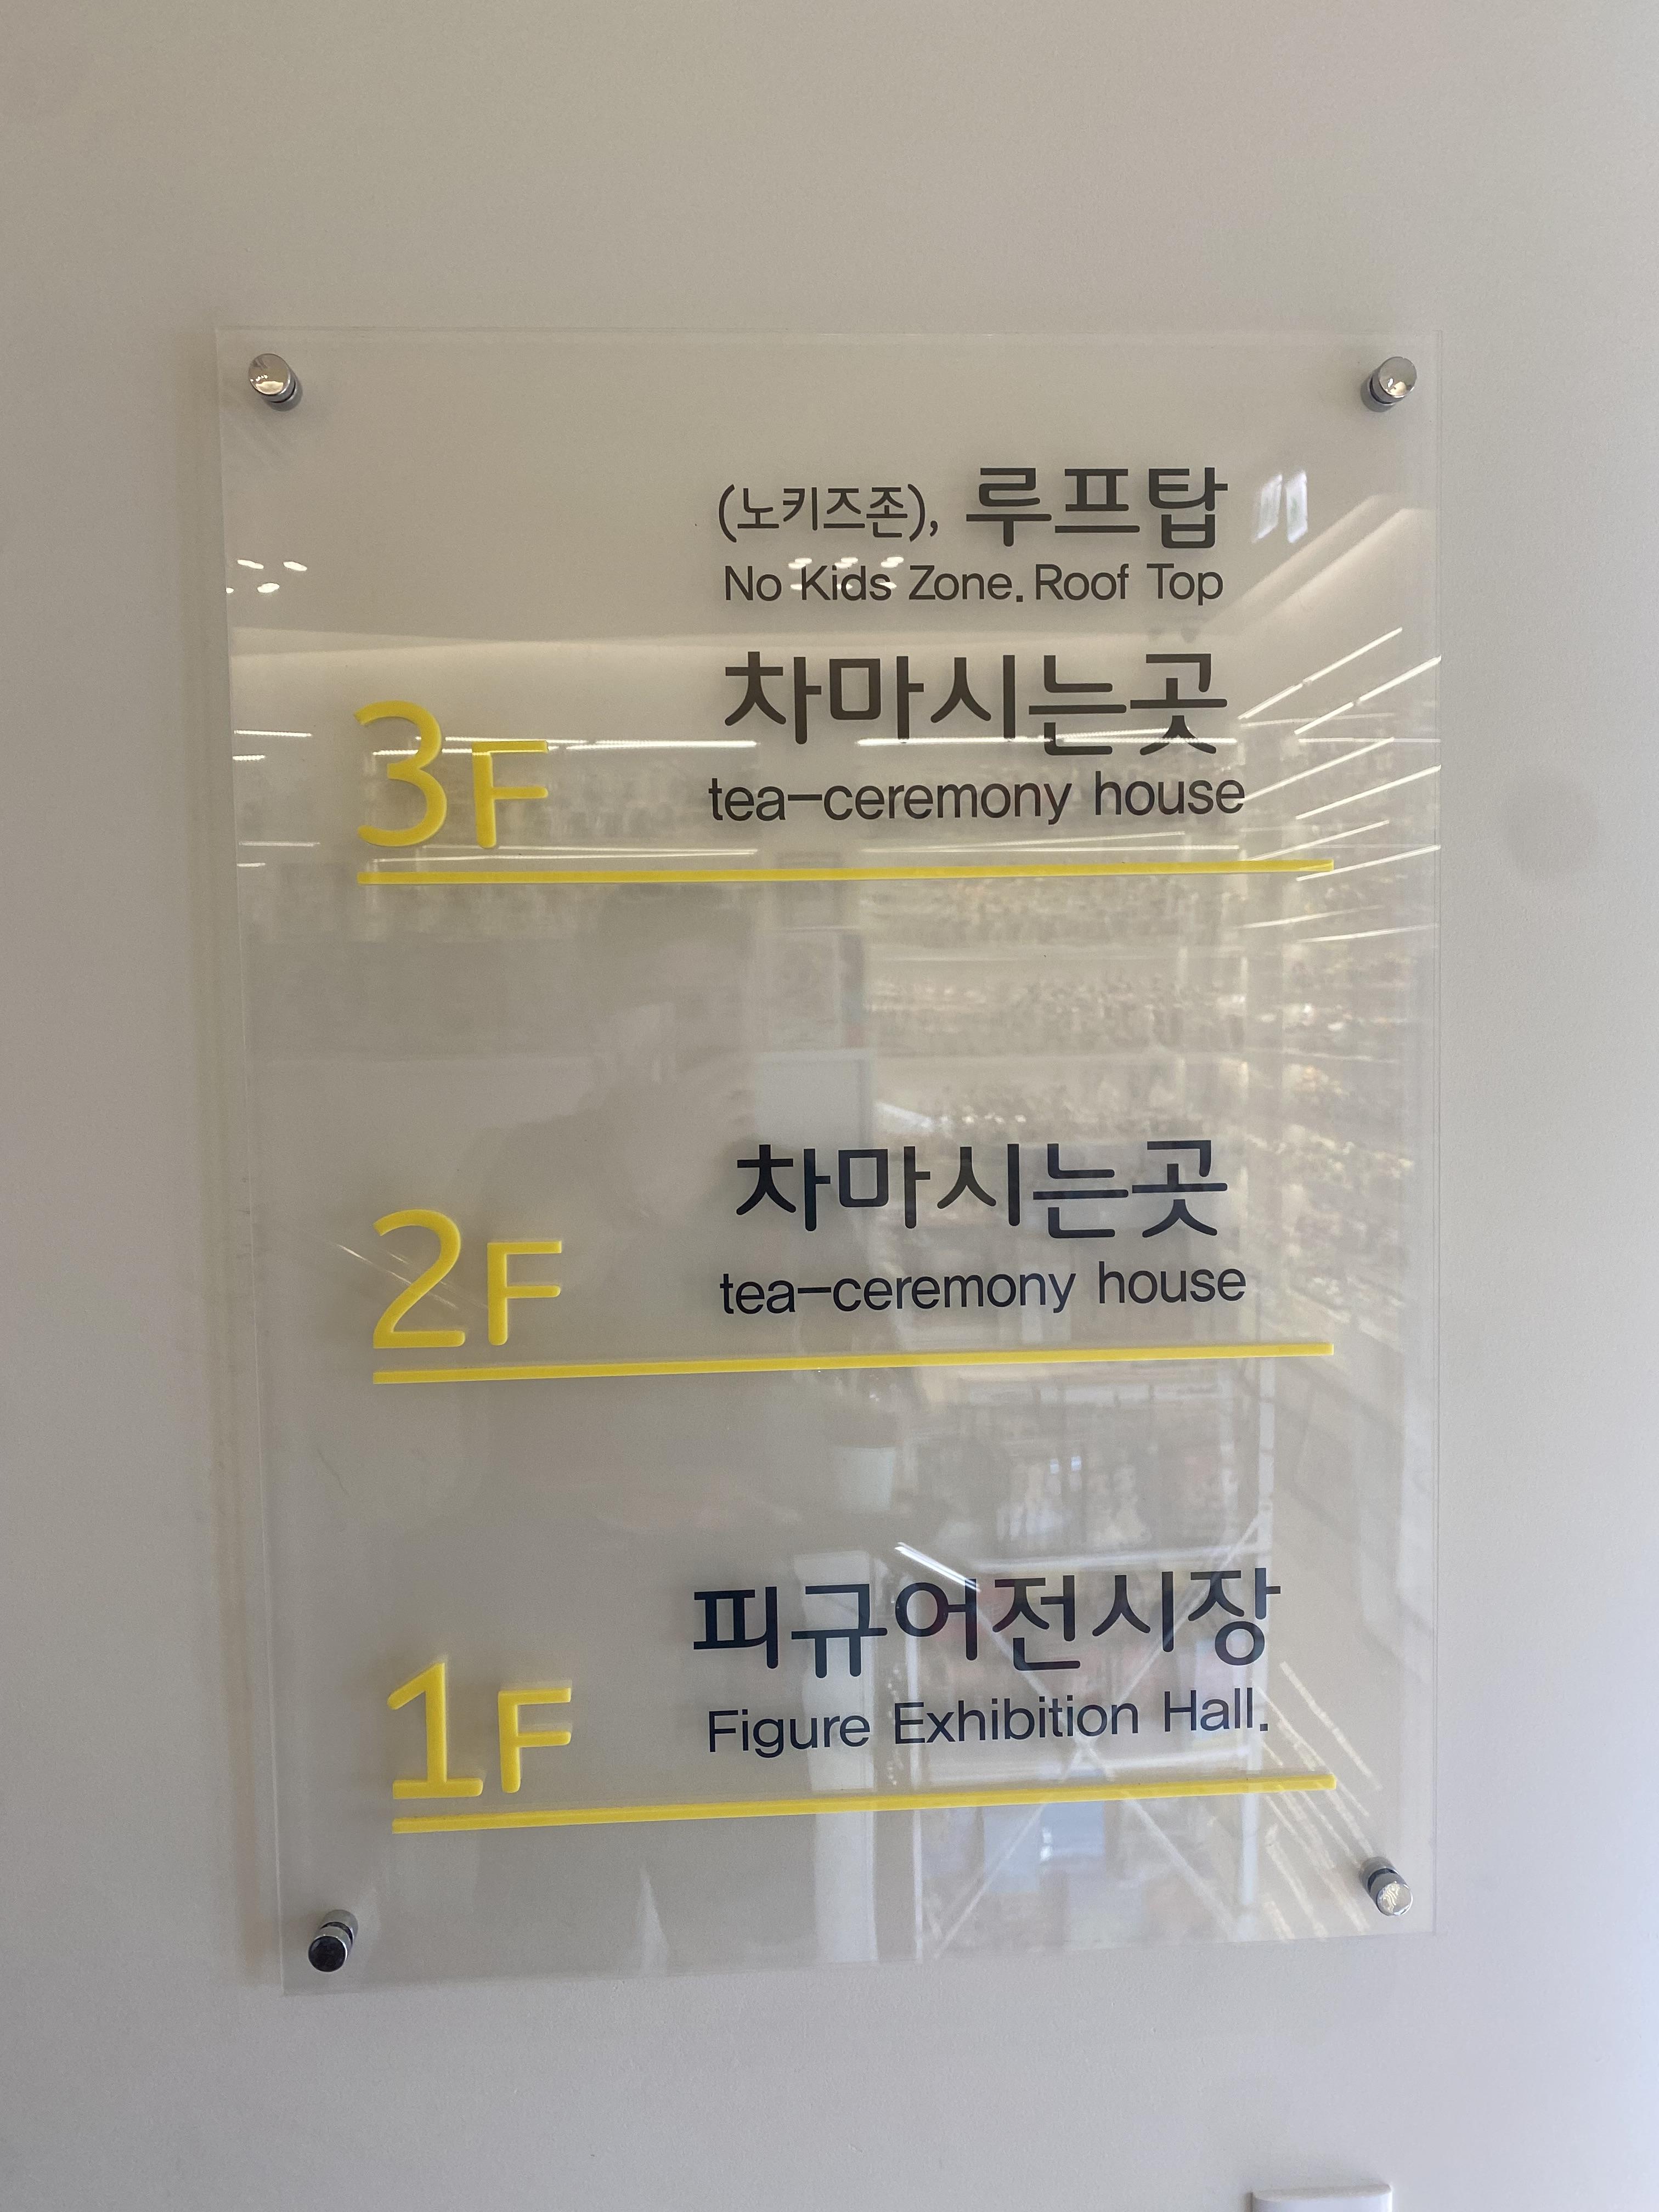 (노키즈존), 루프탑
No Kids Zone. Roof Top
차마시는곳
3F
tea-ceremony house
차마시는곳
2F
tea-ceremony house
피규어전시장
1F
Figure Exhibition Hall.